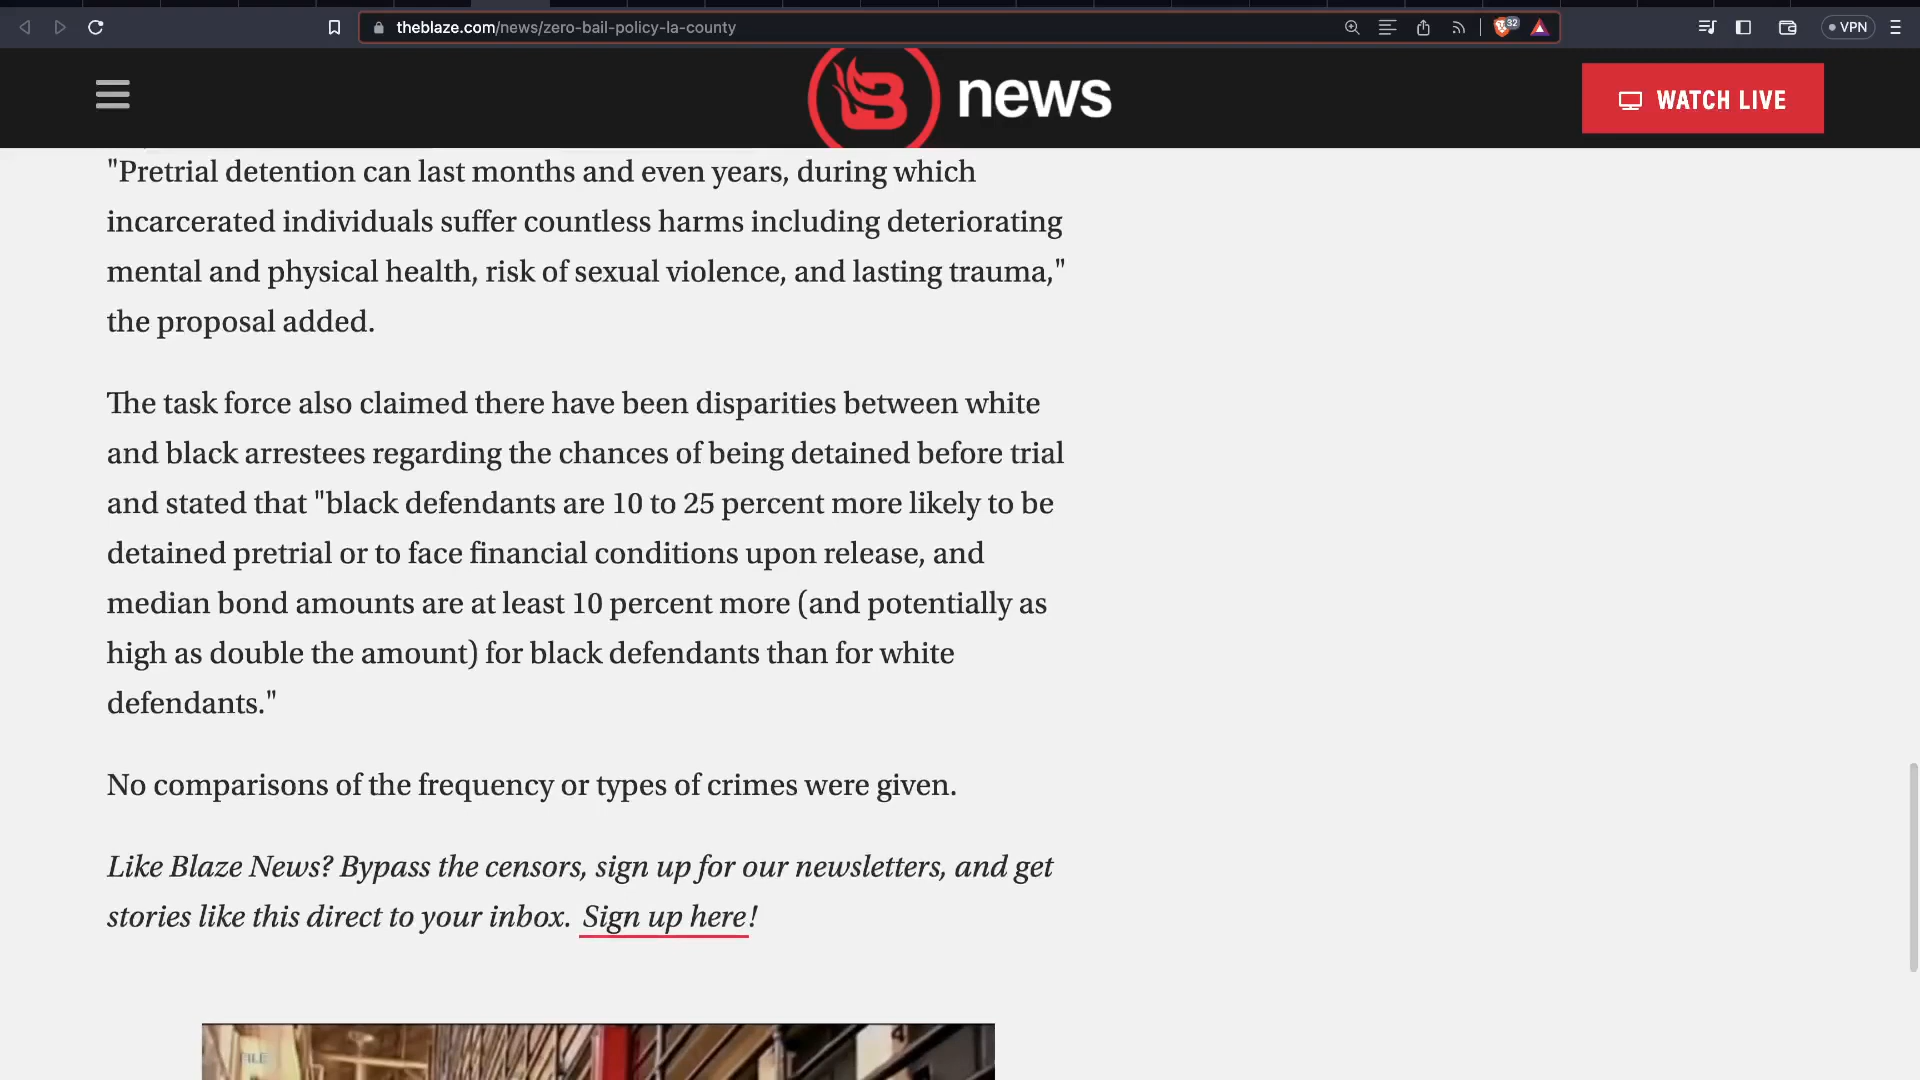 theblaze.com/news/zero-bail-policy-la-county
32
VPN
news
WATCH LIVE
"Pretrial detention can last months and even years, during which
incarcerated individuals suffer countless harms including deteriorating
mental and physical health, risk of sexual violence, and lasting trauma,"
the proposal added.
The task force also claimed there have been disparities between white
and black arrestees regarding the chances of being detained before trial
and stated that "black defendants are 10 to 25 percent more likely to be
detained pretrial or to face financial conditions upon release, and
median bond amounts are at least 10 percent more (and potentially as
high as double the amount) for black defendants than for white
defendants."
No comparisons of the frequency or types of crimes were given.
Like Blaze News? Bypass the censors, sign up for our newsletters, and get
stories like this direct to your inbox. Sign up here!